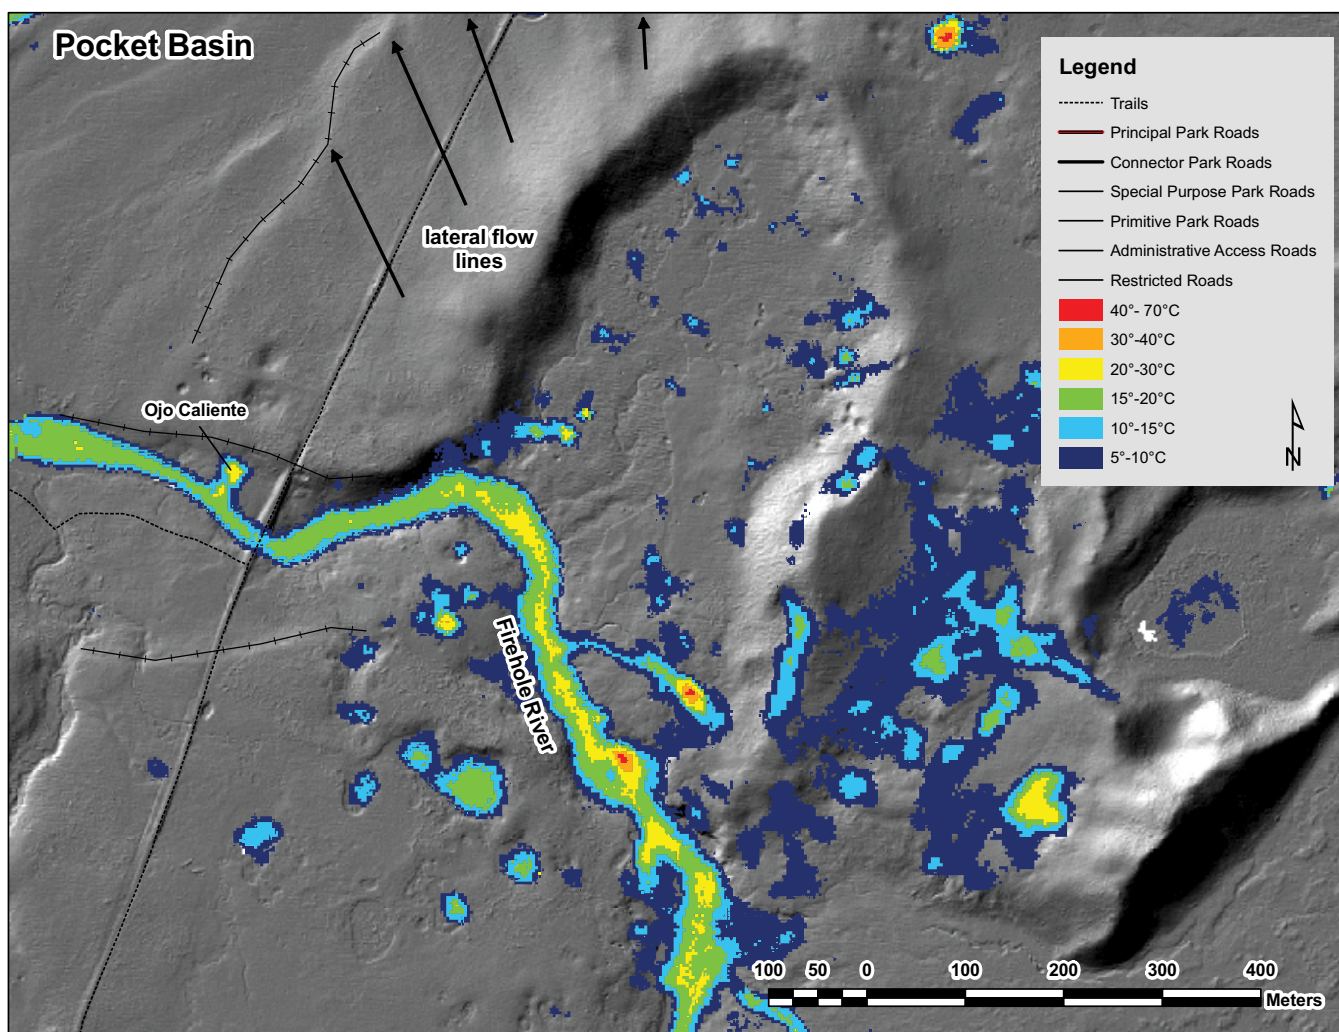 Pocket Basin
lateral flow
lines
Ojo Caliente
Firehole River
Legend
Trails
Principal Park Roads
Connector Park Roads
Special Purpose Park Roads
Primitive Park Roads
Administrative Access Roads
Restricted Roads
40°- 70°C
30°-40°C
20°-30°C
15°-20°C
10°-15°C
5°-10°C
N
100 50 0 100 200 300 400
Meters